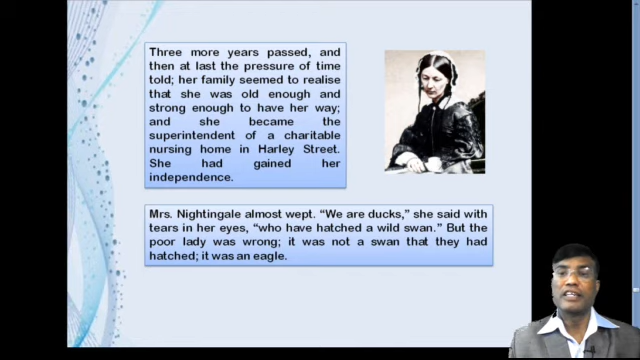 Three more years passed, and
then at last the pressure of time
told; her family seemed to realise
that she was old enough and
strong enough to have her way;
and she became the
superintendent of a charitable
nursing home in Harley Street.
She had gained her
independence.
Mrs. Nightingale almost wept. “We are ducks,” she said with
tears in her eyes, “who have hatched a wild swan.” But the
poor lady was wrong; it was not a swan that they had
hatched; it was an eagle.